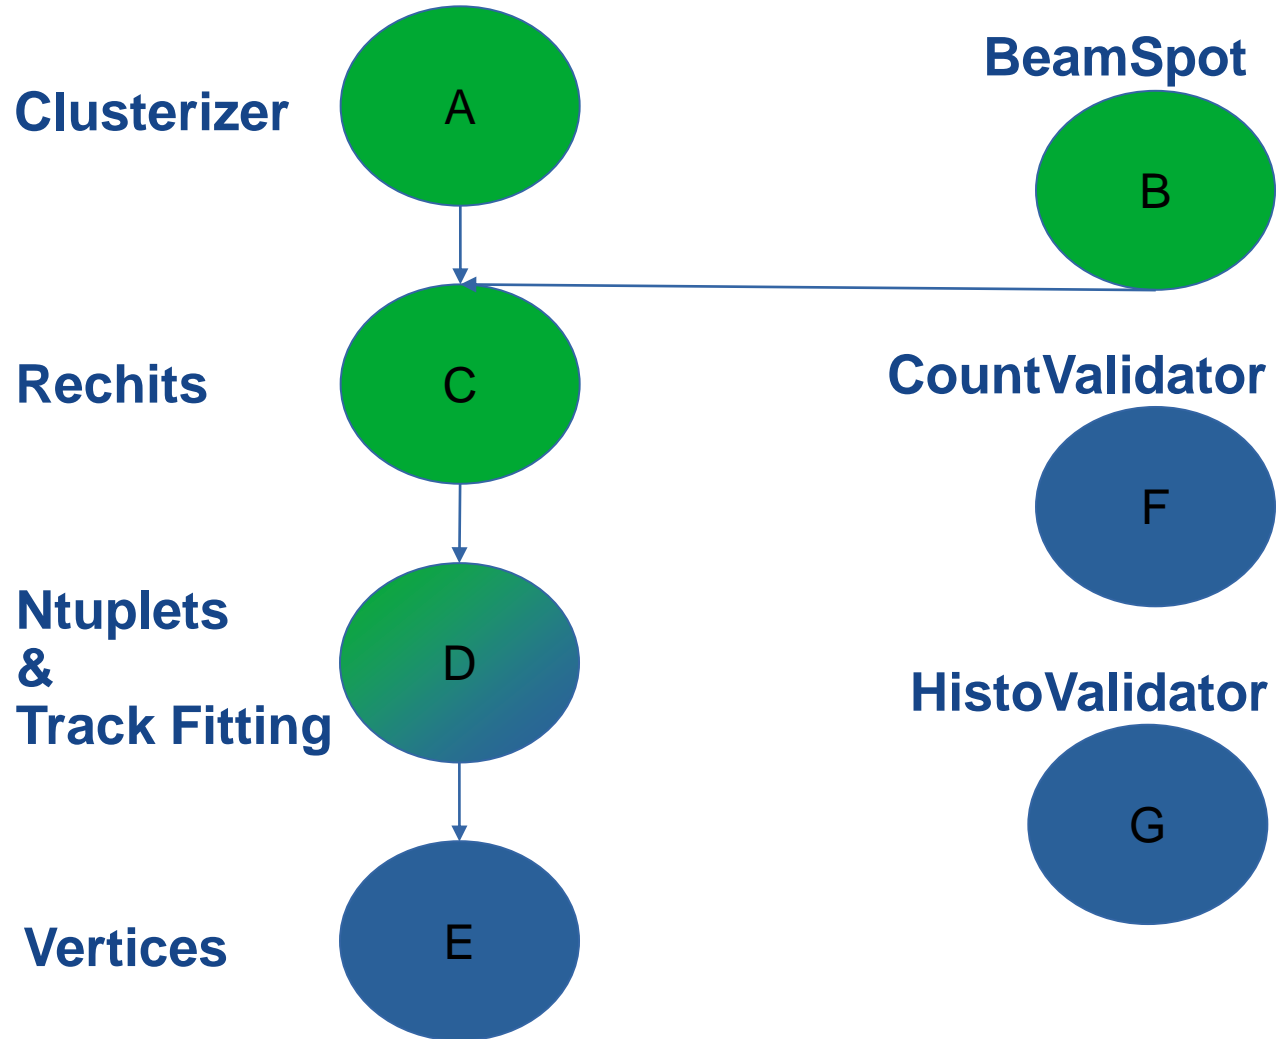 BeamSpot
Clusterizer
A
B
Rechits
C
CountValidator
F
Ntuplets
&
Track Fitting
D
HistoValidator
G
Vertices
E